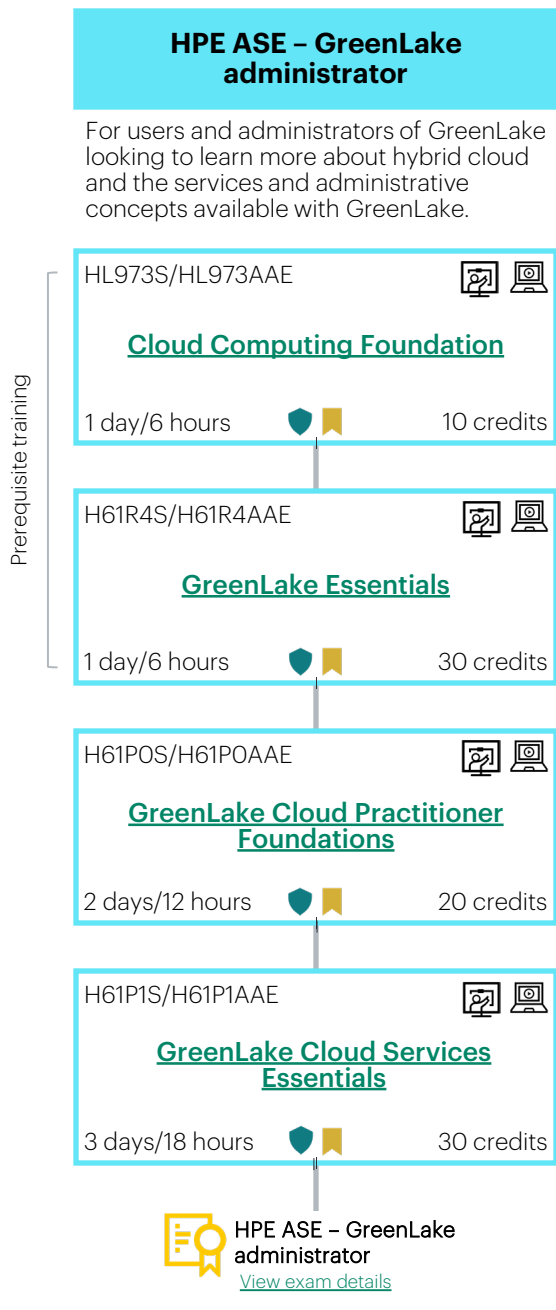 HPE ASE – GreenLake
administrator
For users and administrators of GreenLake
looking to learn more about hybrid cloud
and the services and administrative
concepts available with GreenLake.
Prerequisite training
HL973S/HL973AAE
Cloud Computing Foundation
1 day/6 hours
10 credits
H61R4S/H61R4AAE
GreenLake Essentials
1 day/6 hours
30 credits
H61P0S/H61P0AAE
GreenLake Cloud Practitioner
Foundations
2 days/12 hours
20 credits
H61P1S/H61P1AAE
GreenLake Cloud Services
Essentials
3 days/18 hours
30 credits
HPE ASE – GreenLake
administrator
View exam details